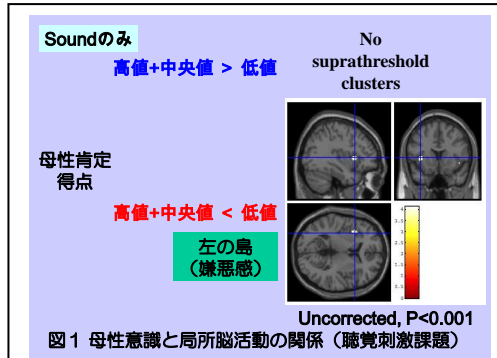 Soundのみ
高値+中央値 > 低値
No
suprathreshold
clusters
母性肯定
得点
高値+中央値 < 低値
左の島
(嫌悪感)
Uncorrected, P<0.001
図1 母性意識と局所脳活動の関係(聴覚刺激課題)